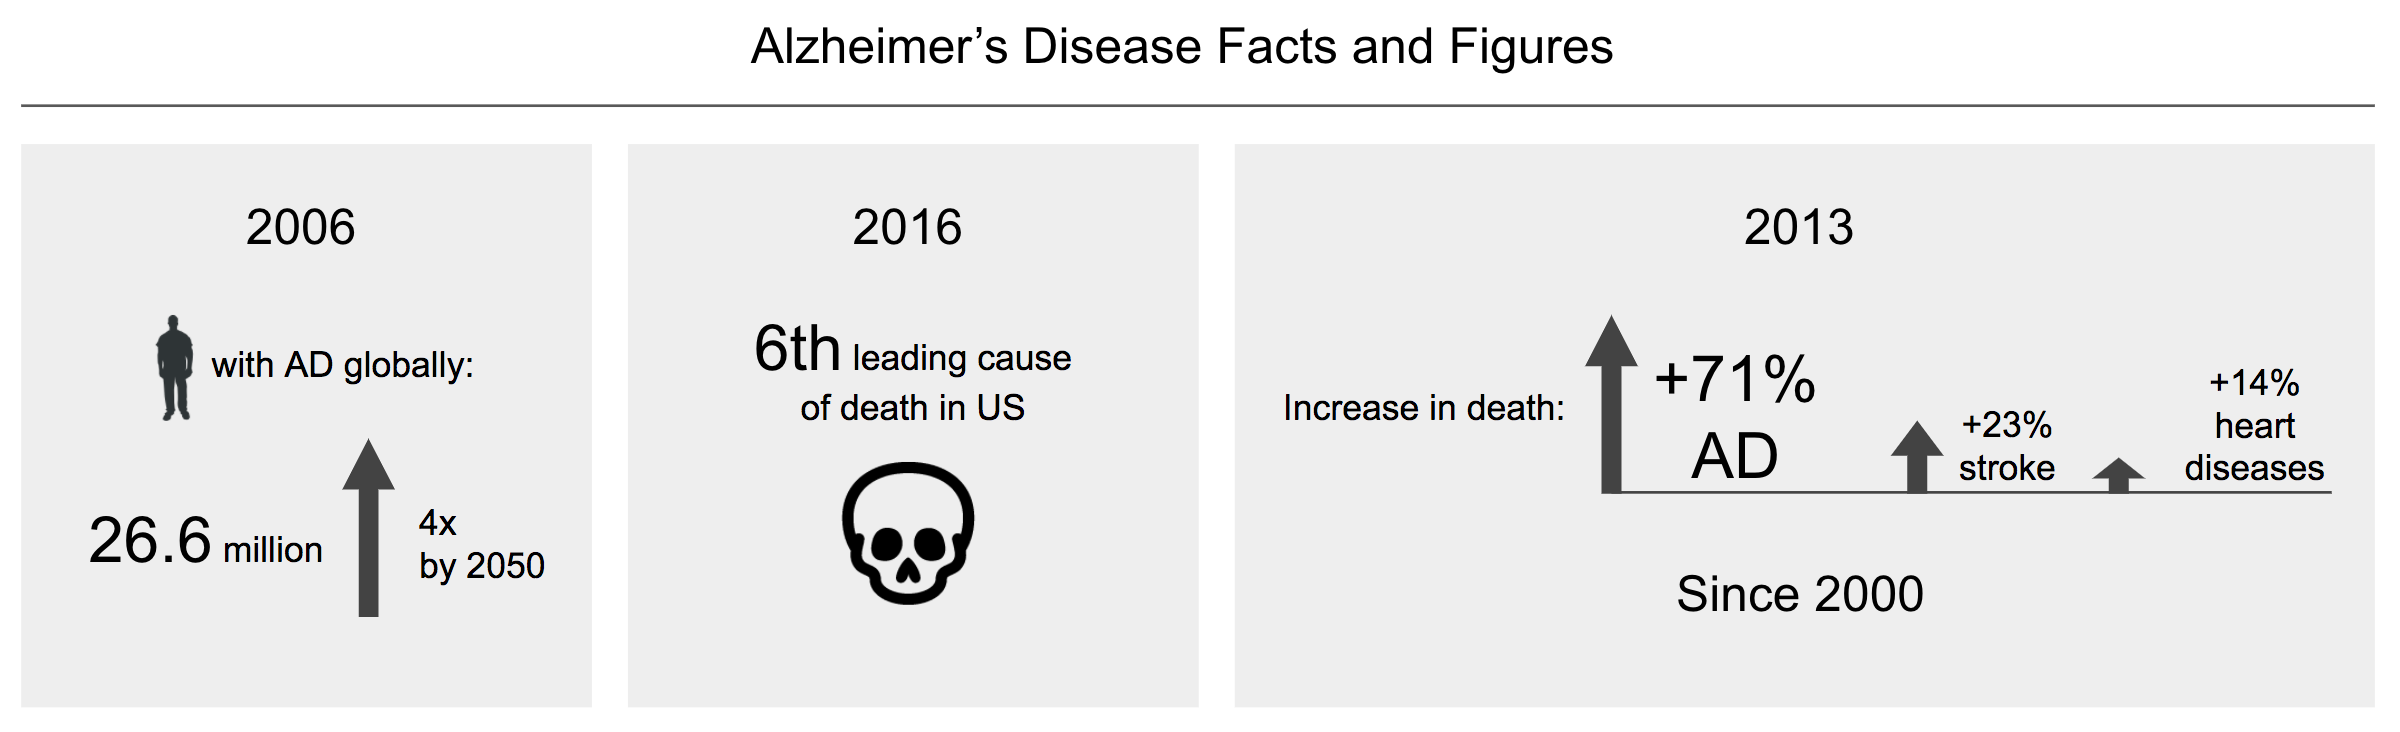 Alzheimer’s Disease Facts and Figures
2006
with AD globally:
26.6 million
4x
by 2050
2016
6th leading cause
of death in US
2013
Increase in death:
+71%
AD
+23%
stroke
+14%
heart
diseases
Since 2000